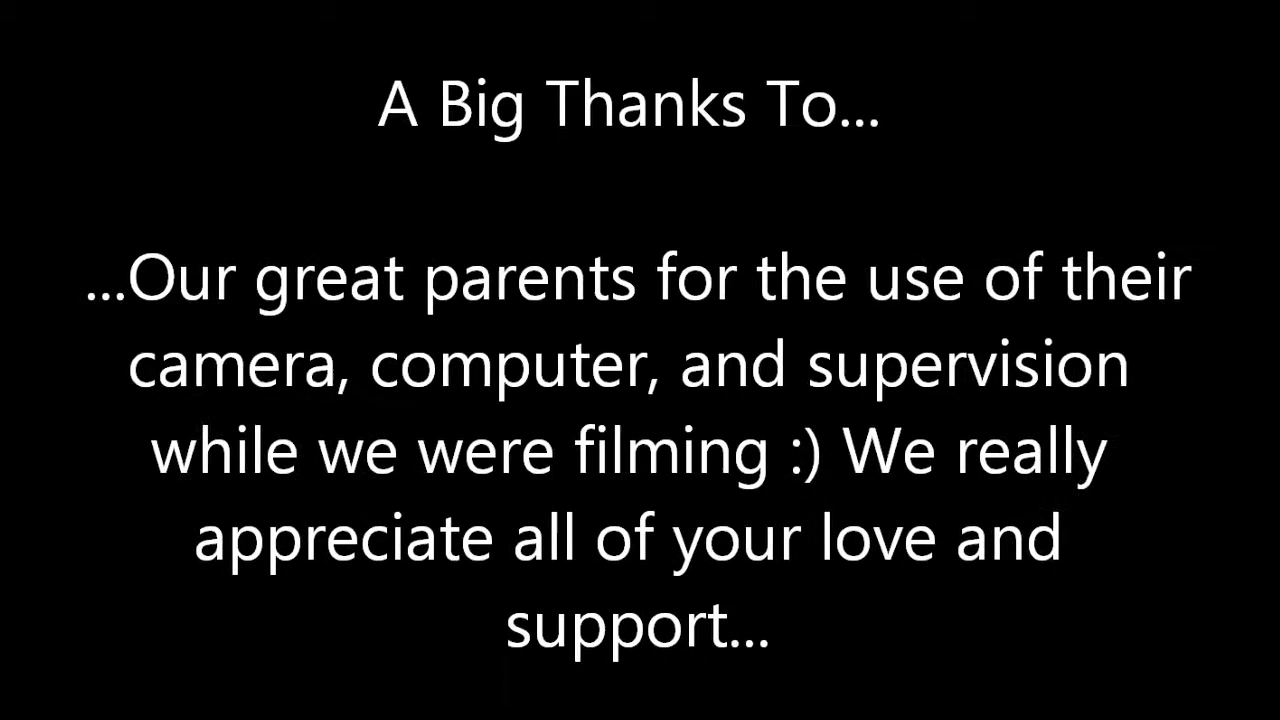 A Big Thanks To...
...Our great parents for the use of their
camera, computer, and supervision
while we were filming :) We really
appreciate all of your love and
support...